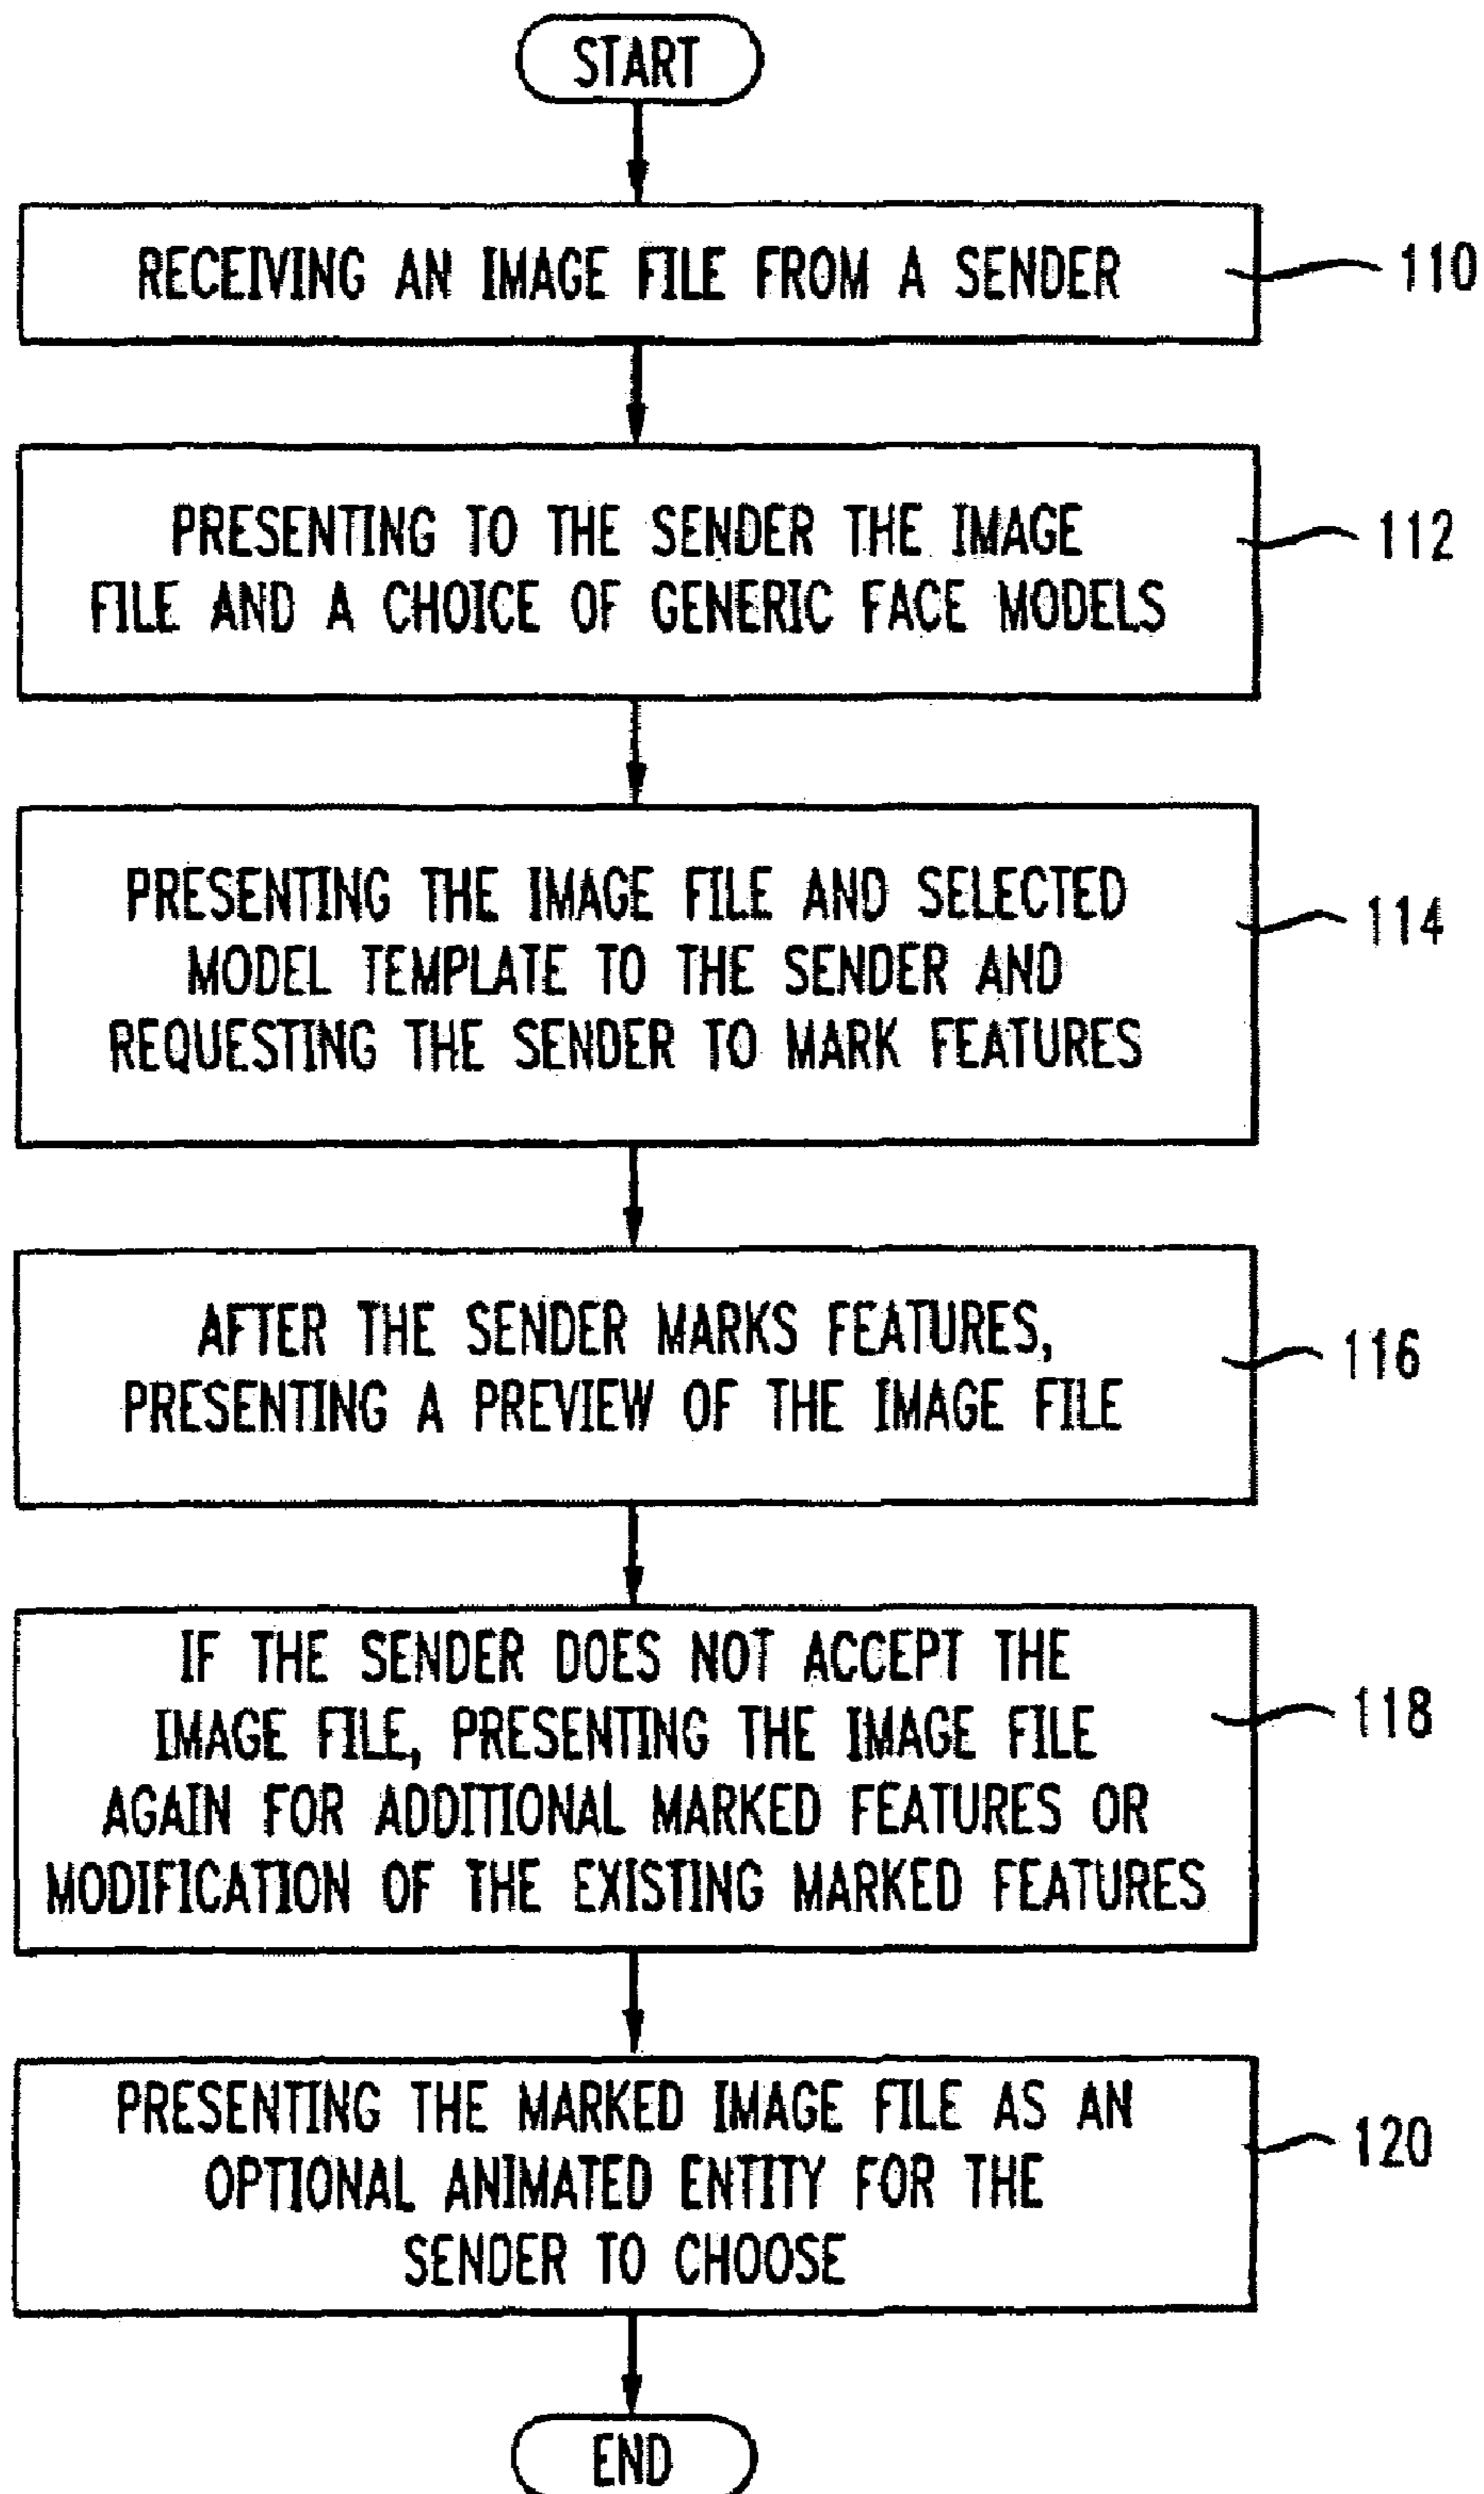 START
RECEIVING AN IMAGE FILE FROM A SENDER
110
PRESENTING TO THE SENDER THE IMAGE
FILE AND A CHOICE OF GENERIC FACE MODELS
112
PRESENTING THE IMAGE FILE AND SELECTED
MODEL TEMPLATE TO THE SENDER AND
REQUESTING THE SENDER TO MARK FEATURES
114
AFTER THE SENDER MARKS FEATURES,
PRESENTING A PREVIEW OF THE IMAGE FILE
116
IF THE SENDER DOES NOT ACCEPT THE
IMAGE FILE, PRESENTING THE IMAGE FILE
AGAIN FOR ADDITIONAL MARKED FEATURES OR
MODIFICATION OF THE EXISTING MARKED FEATURES
118
PRESENTING THE MARKED IMAGE FILE AS AN
OPTIONAL ANIMATED ENTITY FOR THE
SENDER TO CHOOSE
120
END